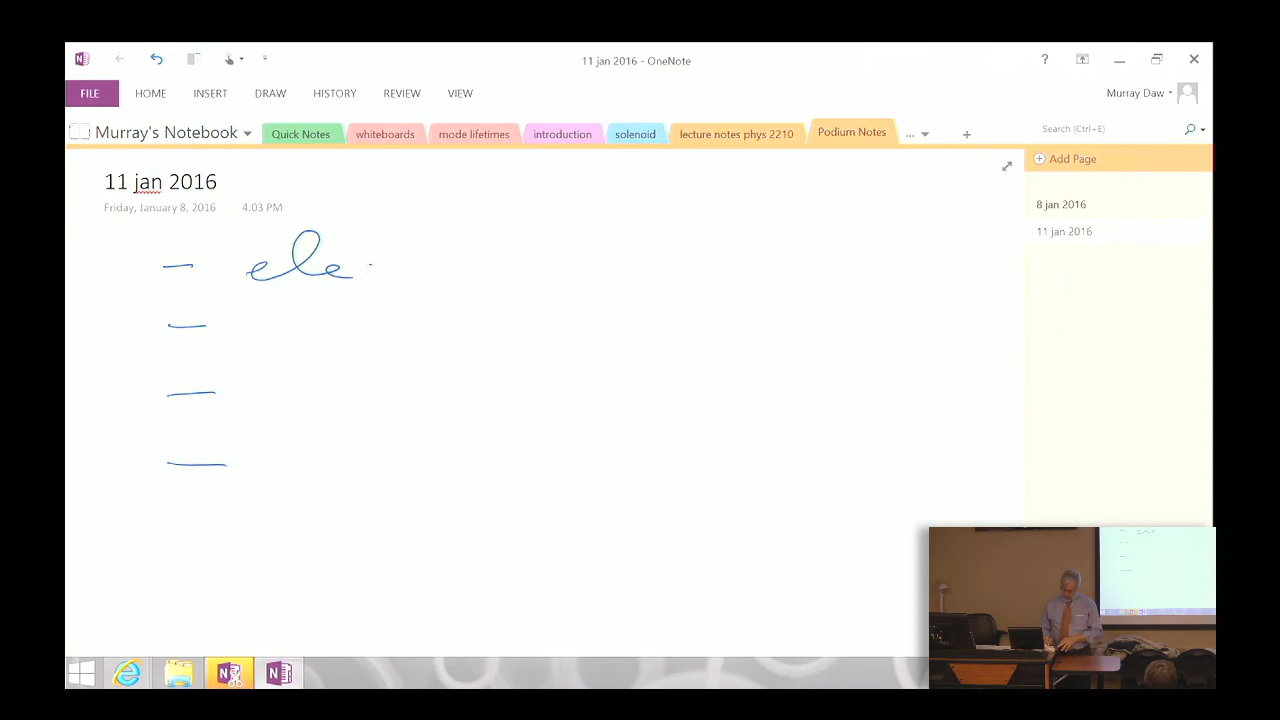 11 jan 2016 - OneNote
?
FILE HOME INSERT DRAW HISTORY REVIEW VIEW
Murray Daw
Murray's Notebook Quick Notes whiteboards mode lifetimes introduction solenoid lecture notes phys 2210 Podium Notes ... +
Search (Ctrl+E)
Add Page
11 jan 2016
Friday, January 8, 2016 4:03 PM
8 jan 2016
11 jan 2016
- ele
-
-
-